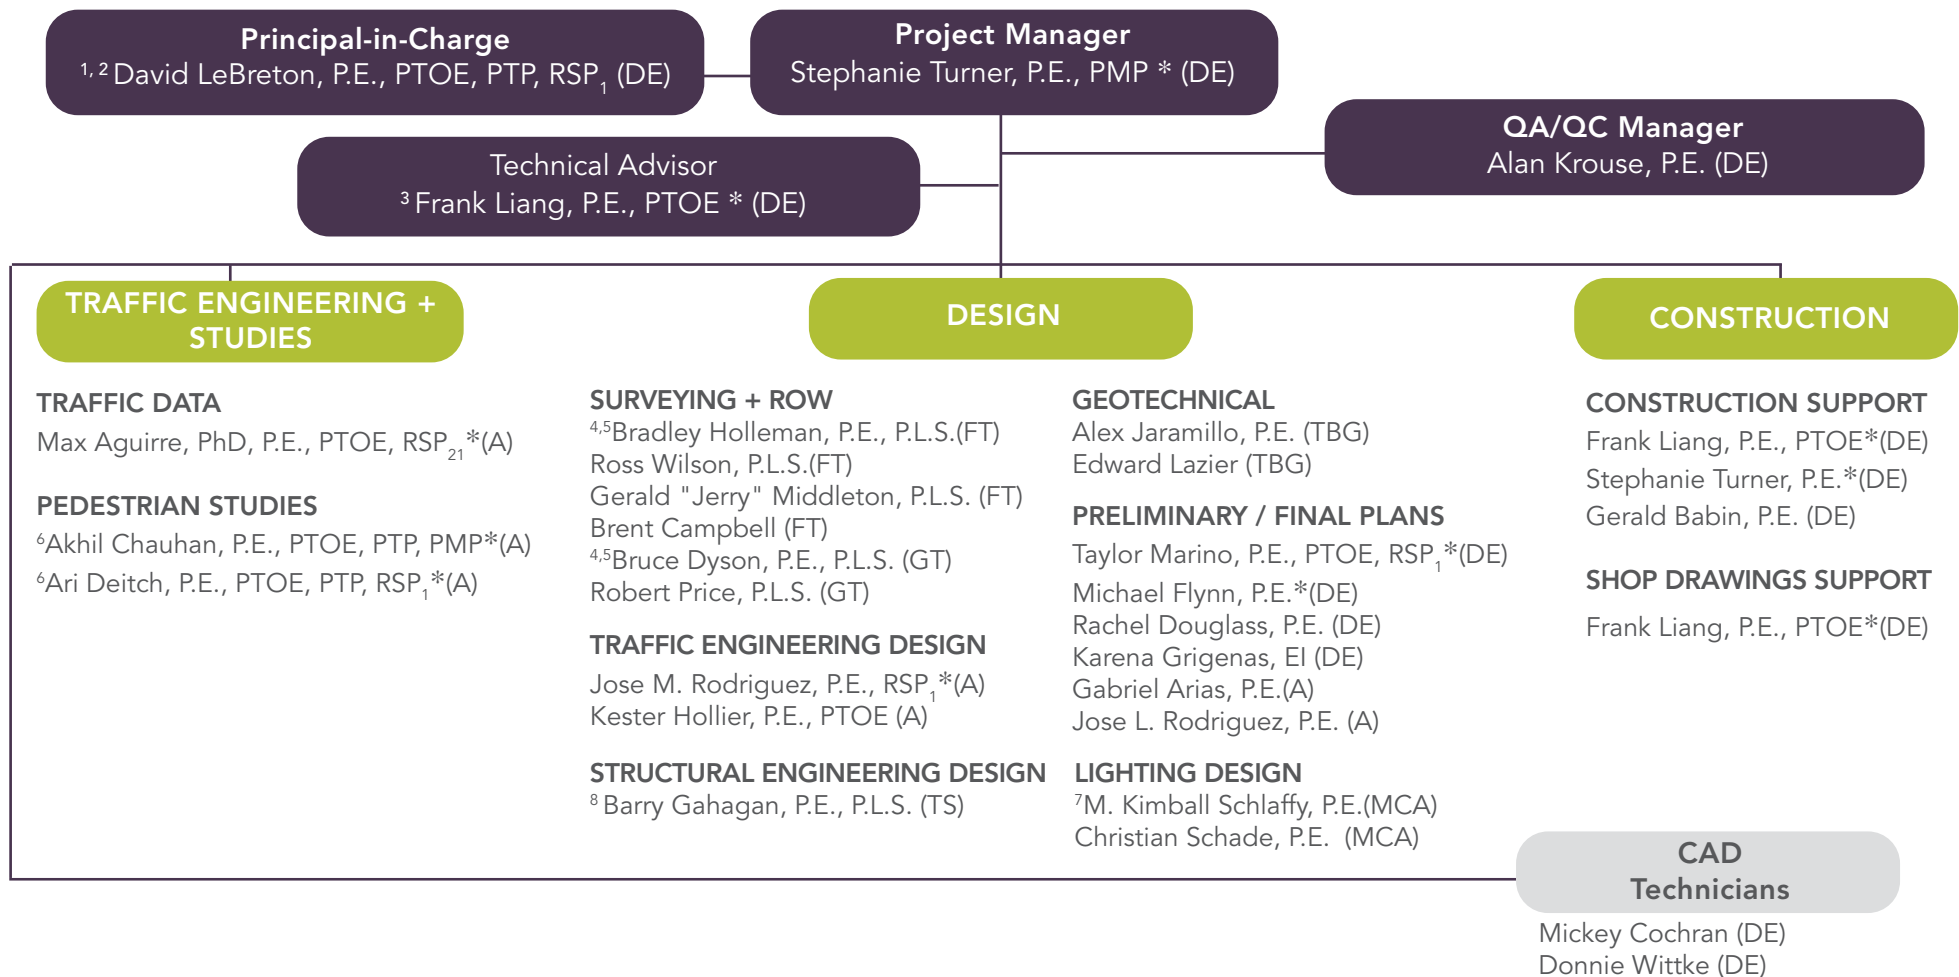 Principal-in-Charge
1, 2 David LeBreton, P.E., PTOE, PTP, RSP1 (DE)
Project Manager
Stephanie Turner, P.E., PMP * (DE)
QA/QC Manager
Alan Krouse, P.E. (DE)
Technical Advisor
3 Frank Liang, P.E., PTOE * (DE)
TRAFFIC ENGINEERING +
STUDIES
TRAFFIC DATA
Max Aguirre, PhD, P.E., PTOE, RSP21*(A)
PEDESTRIAN STUDIES
6Akhil Chauhan, P.E., PTOE, PTP, PMP*(A)
6Ari Deitch, P.E., PTOE, PTP, RSP1*(A)
DESIGN
SURVEYING + ROW
4,5Bradley Holleman, P.E., P.L.S.(FT)
Ross Wilson, P.L.S.(FT)
Gerald "Jerry" Middleton, P.L.S. (FT)
Brent Campbell (FT)
4,5Bruce Dyson, P.E., P.L.S. (GT)
Robert Price, P.L.S. (GT)
TRAFFIC ENGINEERING DESIGN
Jose M. Rodriguez, P.E., RSP1*(A)
Kester Hollier, P.E., PTOE (A)
STRUCTURAL ENGINEERING DESIGN
8 Barry Gahagan, P.E., P.L.S. (TS)
GEOTECHNICAL
Alex Jaramillo, P.E. (TBG)
Edward Lazier (TBG)
PRELIMINARY / FINAL PLANS
Taylor Marino, P.E., PTOE, RSP1*(DE)
Michael Flynn, P.E.*(DE)
Rachel Douglass, P.E. (DE)
Karena Grigenas, EI (DE)
Gabriel Arias, P.E.(A)
Jose L. Rodriguez, P.E. (A)
LIGHTING DESIGN
7M. Kimball Schlaffy, P.E.(MCA)
Christian Schade, P.E. (MCA)
CONSTRUCTION
CONSTRUCTION SUPPORT
Frank Liang, P.E., PTOE*(DE)
Stephanie Turner, P.E.*(DE)
Gerald Babin, P.E. (DE)
SHOP DRAWINGS SUPPORT
Frank Liang, P.E., PTOE*(DE)
CAD
Technicians
Mickey Cochran (DE)
Donnie Wittke (DE)